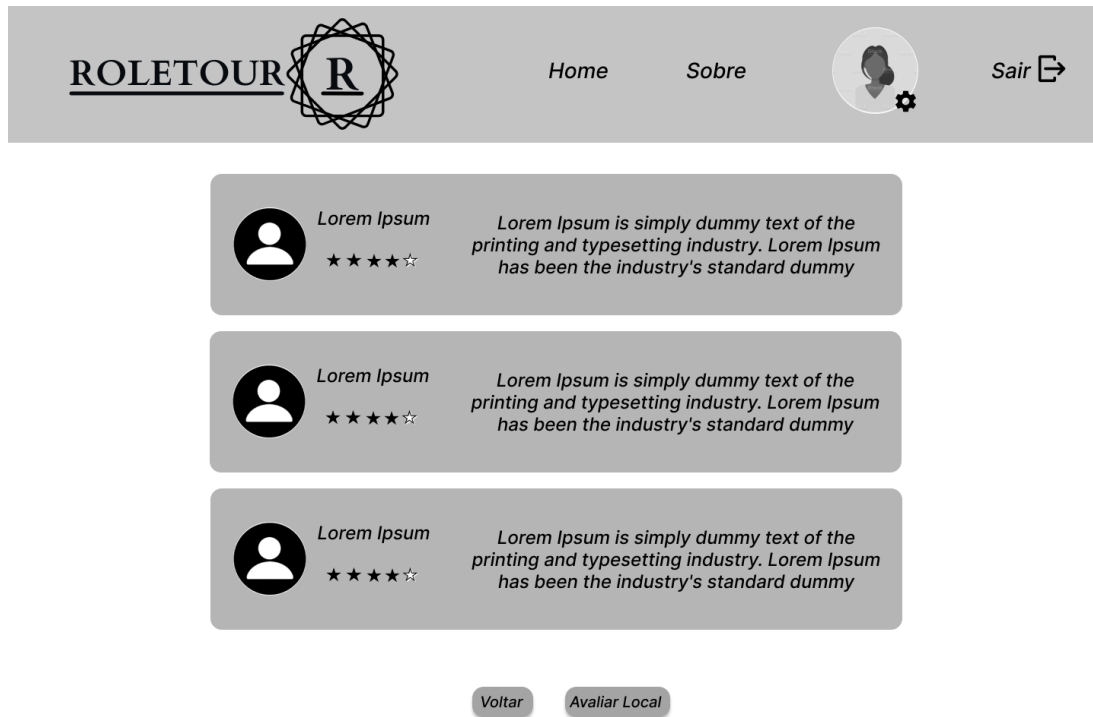 ROLETOUR R
Home
Sobre
Sair
Lorem Ipsum
Lorem Ipsum is simply dummy text of the
printing and typesetting industry. Lorem Ipsum
has been the industry's standard dummy
Lorem Ipsum
Lorem Ipsum is simply dummy text of the
printing and typesetting industry. Lorem Ipsum
has been the industry's standard dummy
Lorem Ipsum
Lorem Ipsum is simply dummy text of the
printing and typesetting industry. Lorem Ipsum
has been the industry's standard dummy
Voltar
Avaliar Local